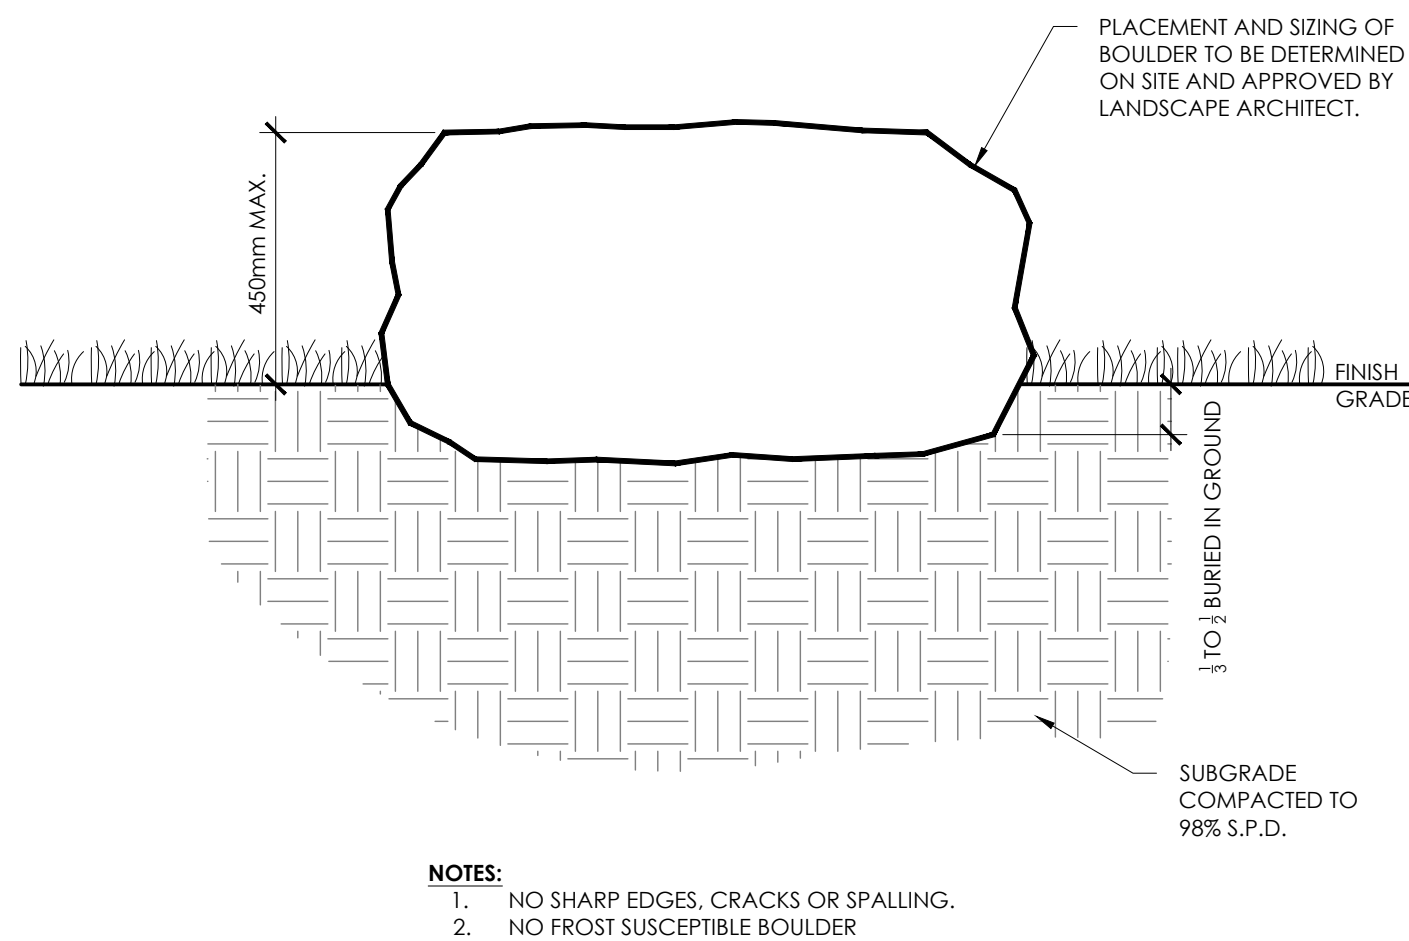 PLACEMENT AND SIZING OF
BOULDER TO BE DETERMINED
ON SITE AND APPROVED BY
LANDSCAPE ARCHITECT.
450mm MAX.
FINISH
GRADE
1/3 TO 1/2 BURIED IN GROUND
SUBGRADE
COMPACTED TO
98% S.P.D.
NOTES:
1. NO SHARP EDGES, CRACKS OR SPALLING.
2. NO FROST SUSCEPTIBLE BOULDER